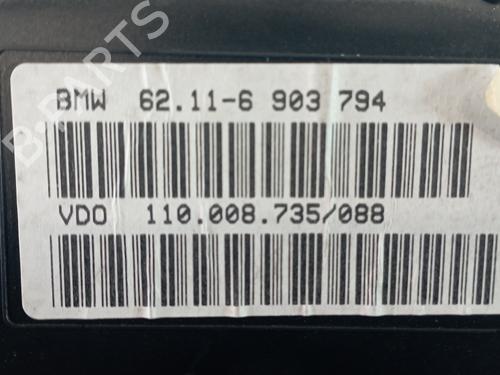 BMW 62.11-6 903 794
VDO 110.008.735/088
B-PARTS